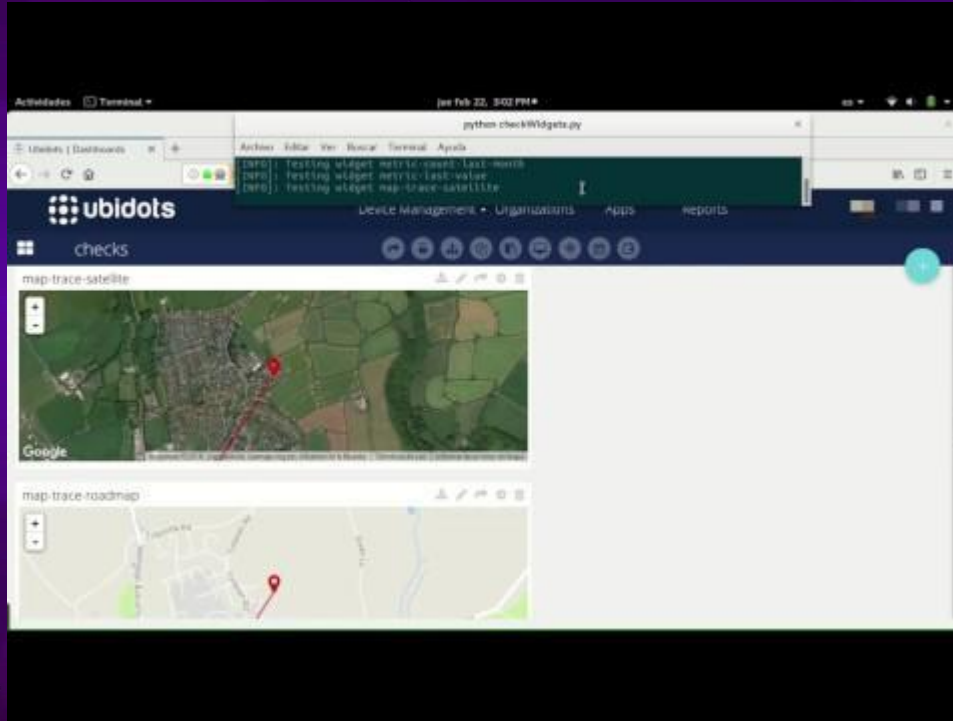 Actividades Terminal
jue feb 22, 3:02 PM
es
python checkWidgets.py
Archivo Editar Ver Buscar Terminal Ayuda
Ubidots | Dashboards
[INFO]: Testing widget metric-count-last-month
[INFO]: Testing widget metric-last-value
[INFO]: Testing widget map-trace-satellite
ubidots
Device Management Organizations Apps Reports
checks
map-trace-satellite
+
-
Google
map-trace-roadmap
+
-